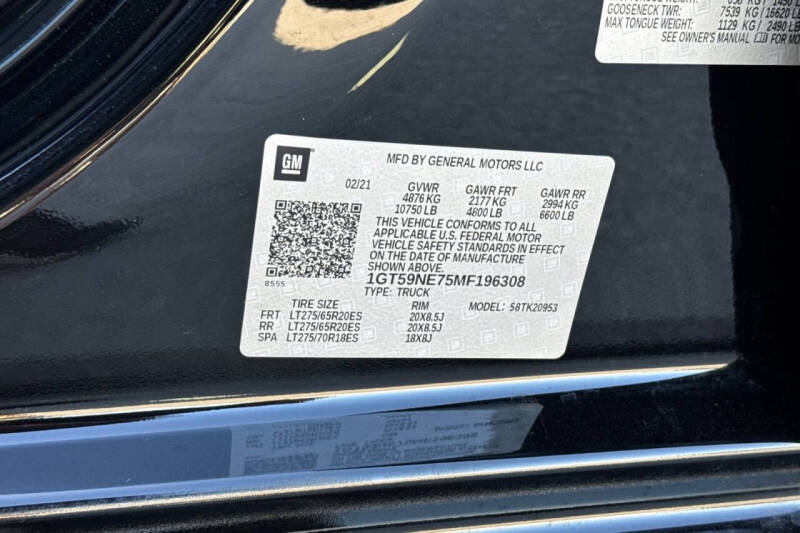 GOOSENECK TWR: 7539 KG/16620 L
MAX TONGUE WEIGHT: 1129 KG/ 2490 LB
SEE OWNER'S MANUAL FOR MO
GM
MFD BY GENERAL MOTORS LLC
02/21 GVWR GAWR FRT GAWR RR
4876 KG 2177 KG 2994 KG
10750 LB 4600 LB 6600 LB
THIS VEHICLE CONFORMS TO ALL
APPLICABLE U.S. FEDERAL MOTOR
VEHICLE SAFETY STANDARDS IN EFFECT
ON THE DATE OF MANUFACTURE
SHOWN ABOVE.
8555 1GT59NE75MF196308
TYPE: TRUCK MODEL: 58TK20953
TIRE SIZE RIM
FRT LT275/65R20ES 20X8.5J
RR LT275/65R20ES 20X8.5J
SPA LT275/70R18ES 18X8J